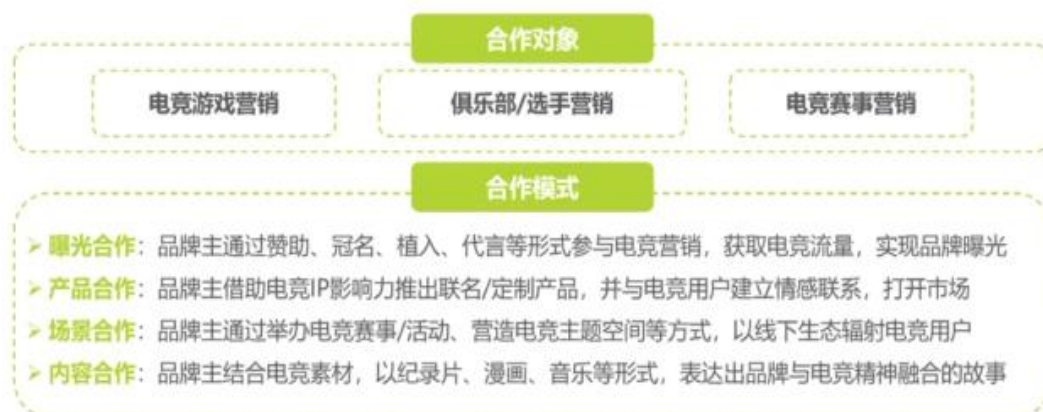 合作对象
电竞游戏营销
俱乐部/选手营销
电竞赛事营销
合作模式
➢ 曝光合作：品牌主通过赞助、冠名、植入、代言等形式参与电竞营销，获取电竞流量，实现品牌曝光
➢ 产品合作：品牌主借助电竞IP影响力推出联名/定制产品，并与电竞用户建立情感联系，打开市场
➢ 场景合作：品牌主通过举办电竞赛事/活动、营造电竞主题空间等方式，以线下生态辐射电竞用户
➢ 内容合作：品牌主结合电竞素材，以纪录片、漫画、音乐等形式，表达出品牌与电竞精神融合的故事